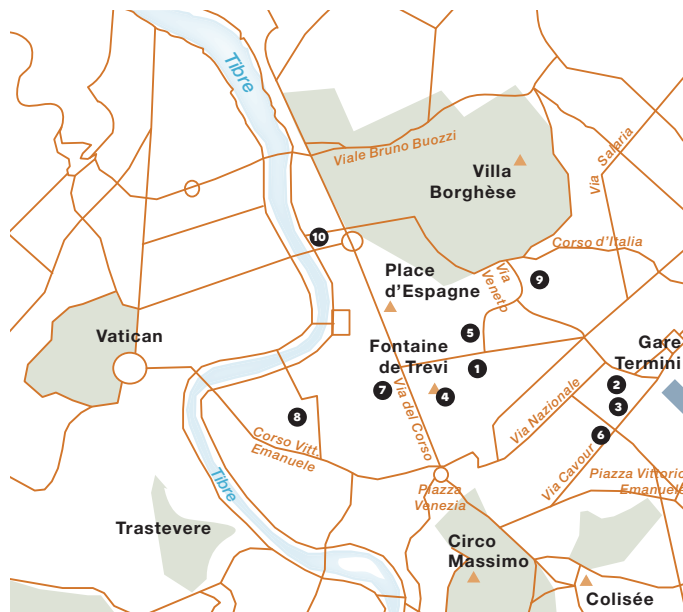 Tibre
Viale Bruno Buozzi
Villa
Borghèse
Via Salaria
10
Corso d'Italia
Place
d'Espagne
Via
Veneto
9
Vatican
5
Fontaine
de Trevi
Gare
Termini
1
7
4
2
3
Via del Corso
Via Nazionale
8
6
Corso Vitt.
Emanuele
Via Cavour
Tibre
Piazza
Venezia
Piazza Vittorio
Emanuele
Trastevere
Circo
Massimo
Colisée